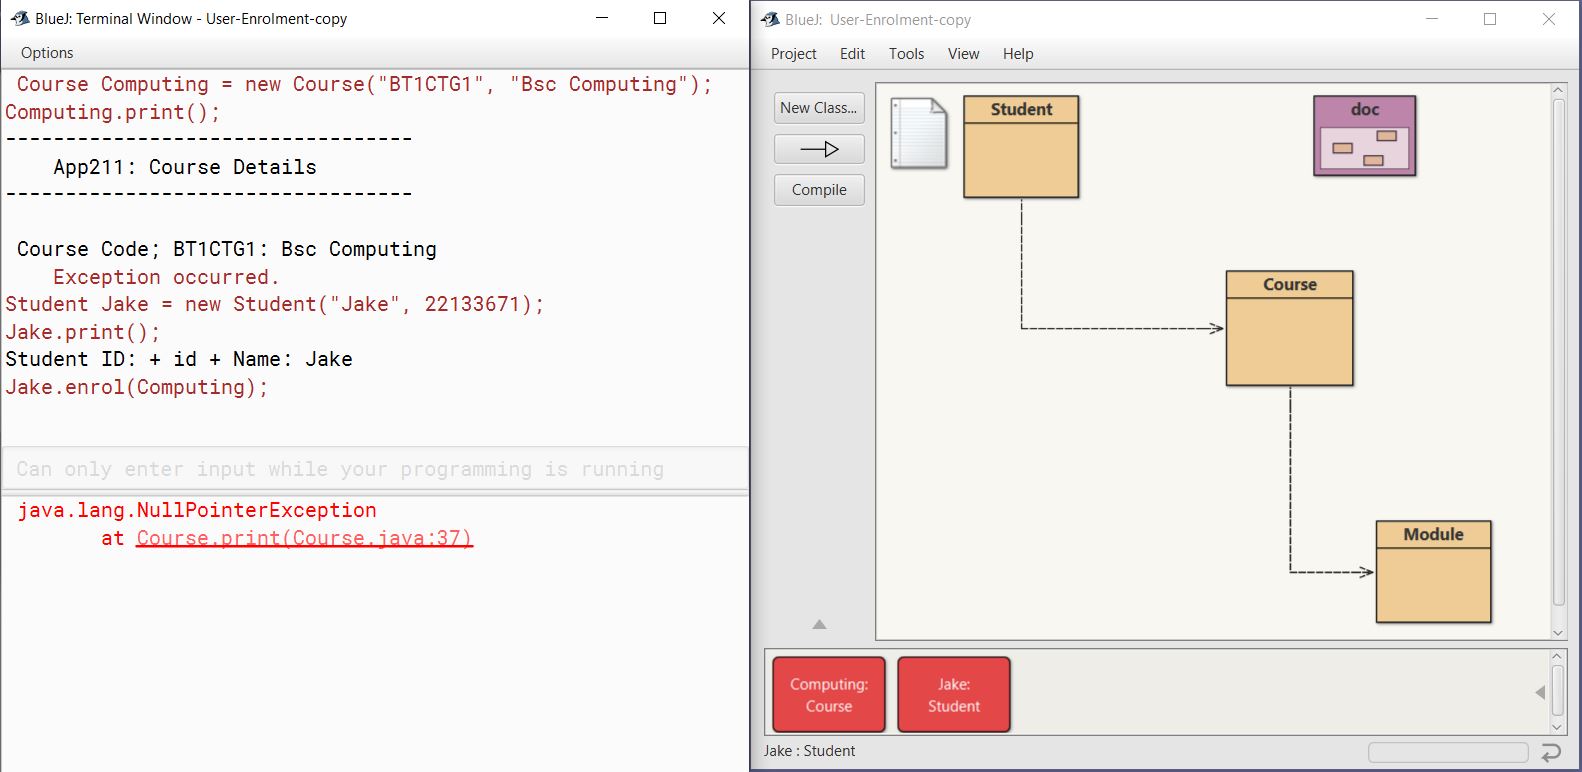 BlueJ: Terminal Window - User-Enrolment-copy
Options
Course Computing = new Course("BT1CTG1", "Bsc Computing");
Computing.print();
----------------------------------
App211: Course Details
----------------------------------
Course Code; BT1CTG1: Bsc Computing
Exception occurred.
Student Jake = new Student("Jake", 22133671);
Jake.print();
Student ID: + id + Name: Jake
Jake.enrol(Computing);
Can only enter input while your programming is running
java.lang.NullPointerException
at Course.print(Course.java:37)
BlueJ: User-Enrolment-copy
Project Edit Tools View Help
New Class...
Compile
Student
doc
Course
Module
Computing:
Course
Jake:
Student
Jake : Student